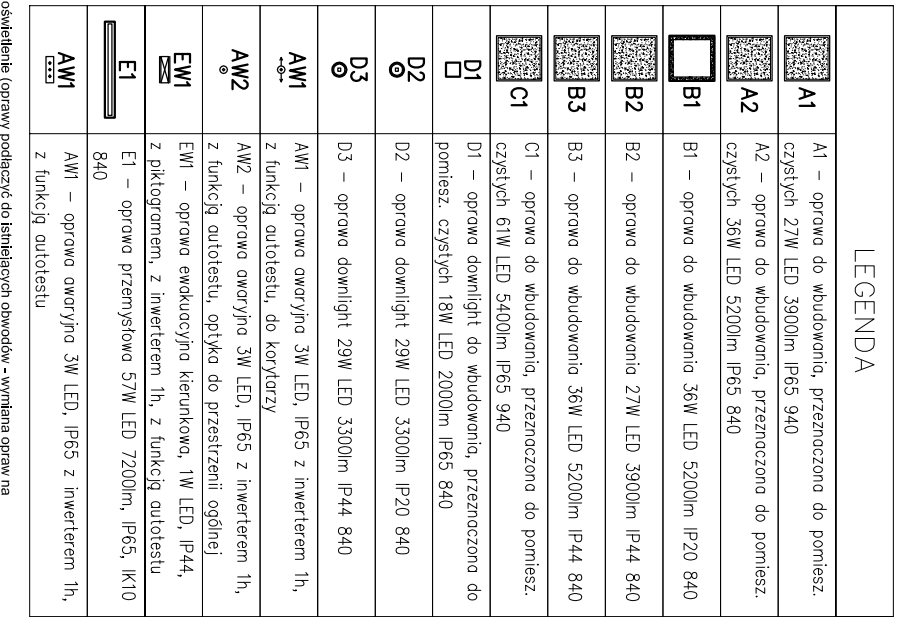 LEGENDA
A1
A1 – oprawa do wbudowania, przeznaczona do pomiesz.
czystych 27W LED 3900lm IP65 940
A2
A2 – oprawa do wbudowania, przeznaczona do pomiesz.
czystych 36W LED 5200lm IP65 840
B1
B1 – oprawa do wbudowania 36W LED 5200lm IP20 840
B2
B2 – oprawa do wbudowania 27W LED 3900lm IP44 840
B3
B3 – oprawa do wbudowania 36W LED 5200lm IP44 840
C1
C1 – oprawa do wbudowania, przeznaczona do pomiesz.
czystych 61W LED 5400lm IP65 940
D1
D1 – oprawa downlight do wbudowania, przeznaczona do
pomiesz. czystych 18W LED 2000lm IP65 840
D2
D2 – oprawa downlight 29W LED 3300lm IP20 840
D3
D3 – oprawa downlight 29W LED 3300lm IP44 840
AW1
AW1 – oprawa awaryjna 3W LED, IP65 z inwerterem 1h,
z funkcją autotestu, do korytarzy
AW2
AW2 – oprawa awaryjna 3W LED, IP65 z inwerterem 1h,
z funkcją autotestu, optyka do przestrzenii ogólnej
EW1
EW1 – oprawa ewakuacyjna kierunkowa, 1W LED, IP44,
z piktogramem, z inwerterem 1h, z funkcją autotestu
E1
E1 – oprawa przemysłowa 57W LED 7200lm, IP65, IK10
840
AW1
AW1 – oprawa awaryjna 3W LED, IP65 z inwerterem 1h,
z funkcją autotestu
oświetlenie (oprawy podłączyć do istniejących obwodów - wymiana opraw na